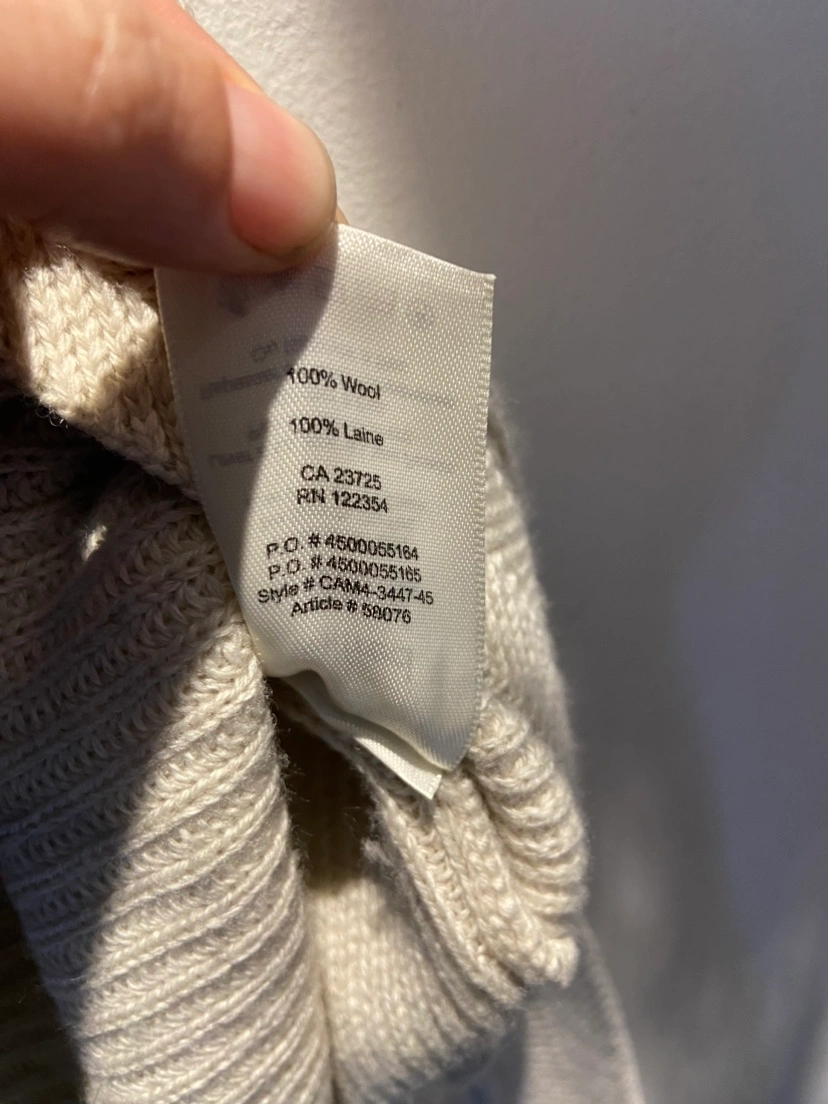 100% Wool
100% Laine
CA 23725
RN 122354
P.O. # 4500055164
P.O. # 4500055165
Style # CAM4-3447-45
Article # 58076